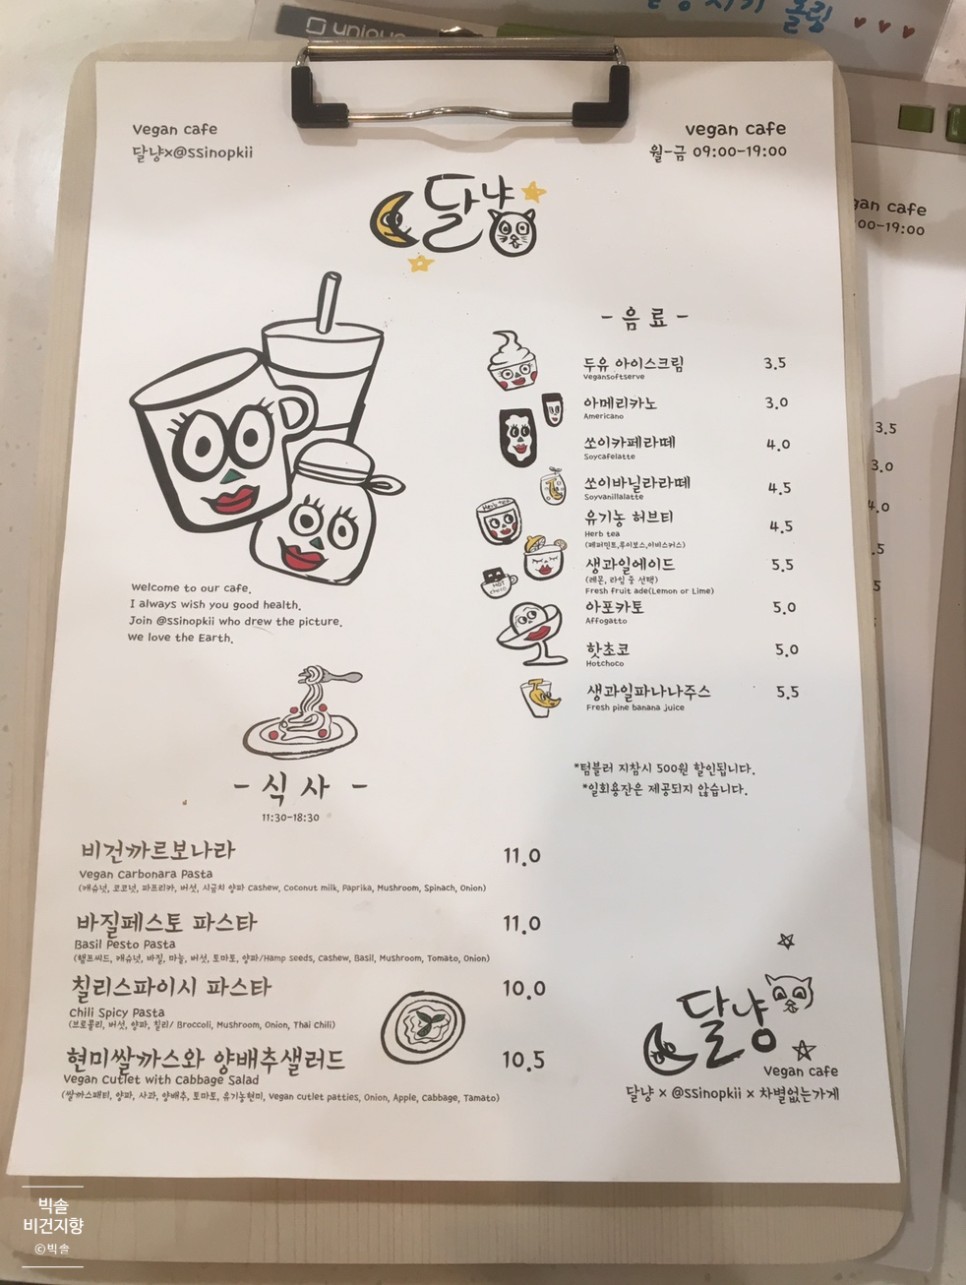 unique
홀링
Vegan cafe
달냥x@ssinopkii
vegan cafe
월-금 09:00-19:00
달냥
- 음료 -
두유 아이스크림 3.5
VeganSoftserve
아메리카노 3.0
Americano
쏘이카페라떼 4.0
Soycafelatte
쏘이바닐라라떼 4.5
Soyvanillalatte
유기농 허브티 4.5
Herb tea
(페퍼민트,루이보스,히비스커스)
생과일에이드 5.5
(레몬, 라임 중 선택)
Fresh fruit ade(Lemon or Lime)
아포카토 5.0
Affogatto
핫초코 5.0
Hotchoco
생과일파나나주스 5.5
Fresh pine banana juice
*텀블러 지참시 500원 할인됩니다.
*일회용잔은 제공되지 않습니다.
Welcome to our cafe.
I always wish you good health.
Join @ssinopkii who drew the picture.
We love the Earth.
- 식사 -
11:30-18:30
비건까르보나라 11.0
Vegan Carbonara Pasta
(캐슈넛, 코코넛, 파프리카, 버섯, 시금치 양파 Cashew, Coconut milk, Paprika, Mushroom, Spinach, Onion)
바질페스토 파스타 11.0
Basil Pesto Pasta
(햄프씨드, 캐슈넛, 바질, 마늘, 버섯, 토마토, 양파/Hamp seeds, Cashew, Basil, Mushroom, Tomato, Onion)
칠리스파이시 파스타 10.0
Chili Spicy Pasta
(브로콜리, 버섯, 양파, 칠리/ Broccoli, Mushroom, Onion, Thai Chili)
현미쌀까스와 양배추샐러드 10.5
Vegan Cutlet with Cabbage Salad
(쌀까스패티, 양파, 사과, 양배추, 토마토, 유기농현미, Vegan cutlet patties, Onion, Apple, Cabbage, Tamato)
달냥
Vegan cafe
달냥 x @ssinopkii x 차별없는가게
gan cafe
00-19:00
3.5
3.0
4.0
.5
5
빅솔
비건지향
©빅솔